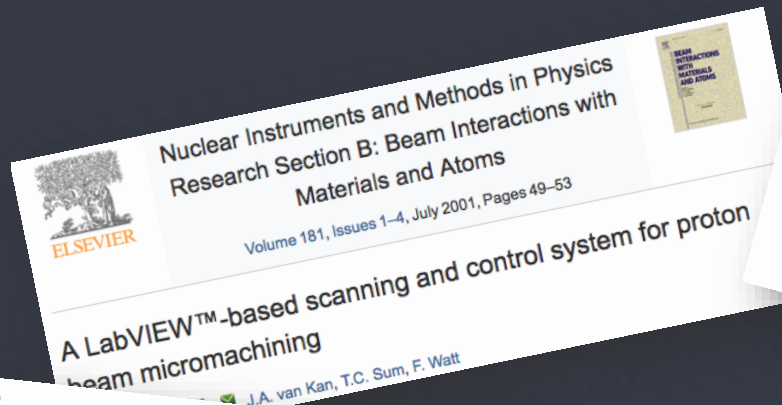 Nuclear Instruments and Methods in Physics
Research Section B: Beam Interactions with
Materials and Atoms
Volume 181, Issues 1–4, July 2001, Pages 49–53
BEAM
INTERACTIONS
WITH
MATERIALS
AND ATOMS
ELSEVIER
A LabVIEW™-based scanning and control system for proton
beam micromachining
J.A. van Kan, T.C. Sum, F. Watt